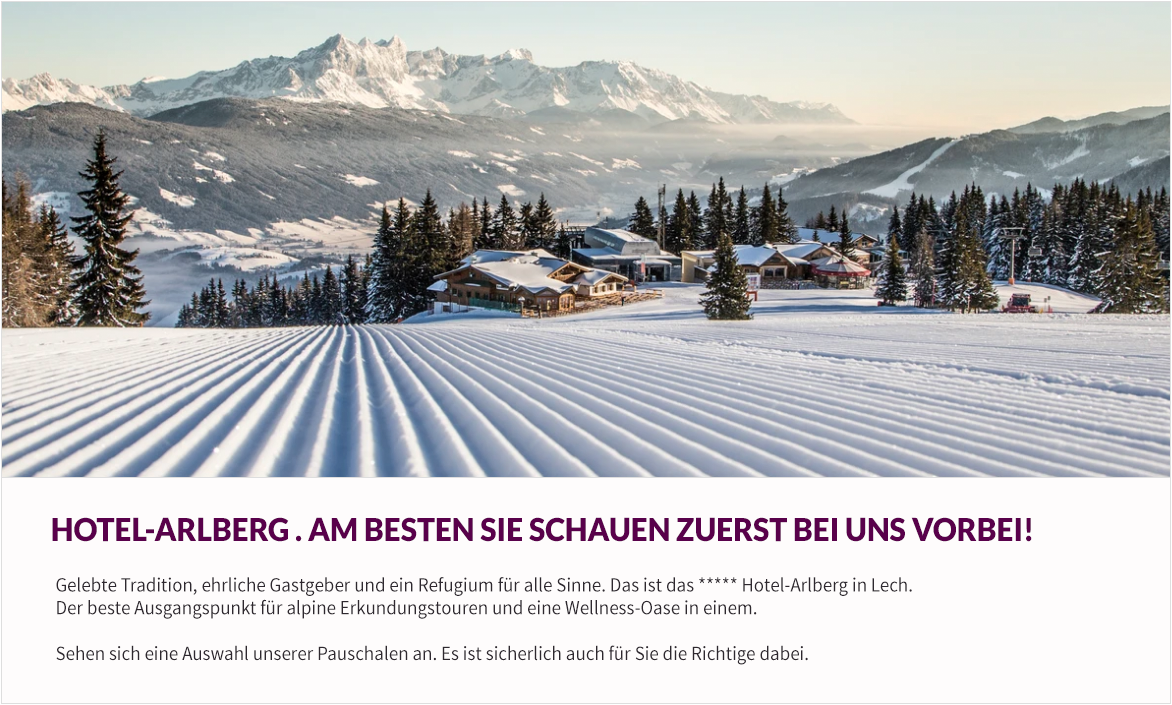 HOTEL-ARLBERG . AM BESTEN SIE SCHAUEN ZUERST BEI UNS VORBEI!
Gelebte Tradition, ehrliche Gastgeber und ein Refugium für alle Sinne. Das ist das ***** Hotel-Arlberg in Lech.
Der beste Ausgangspunkt für alpine Erkundungstouren und eine Wellness-Oase in einem.
Sehen sich eine Auswahl unserer Pauschalen an. Es ist sicherlich auch für Sie die Richtige dabei.